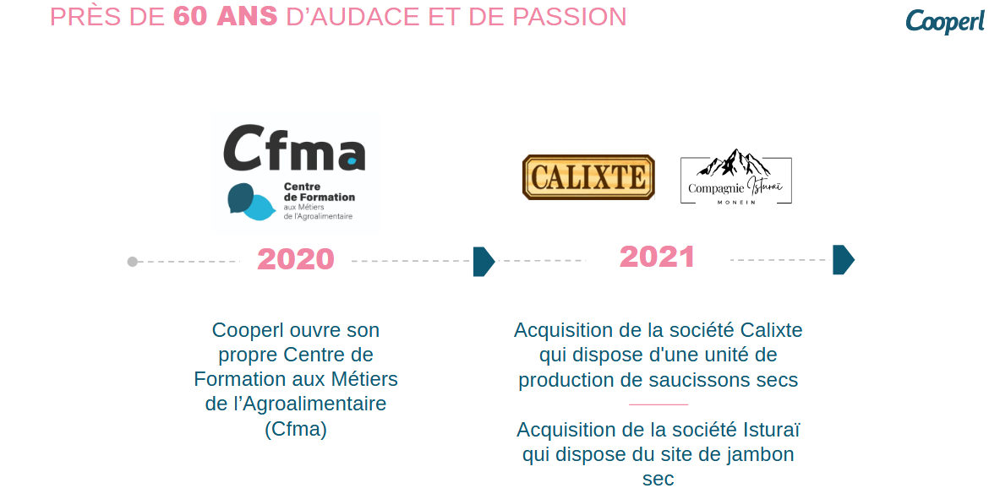 PRÈS DE 60 ANS D’AUDACE ET DE PASSION
Cooperl
Cfma
Centre
de Formation
aux Métiers
de l'Agroalimentaire
CALIXTE
Compagnie Isturaï
MONEIN
2020
2021
Cooperl ouvre son
propre Centre de
Formation aux Métiers
de l’Agroalimentaire
(Cfma)
Acquisition de la société Calixte
qui dispose d'une unité de
production de saucissons secs
Acquisition de la société Isturaï
qui dispose du site de jambon
sec